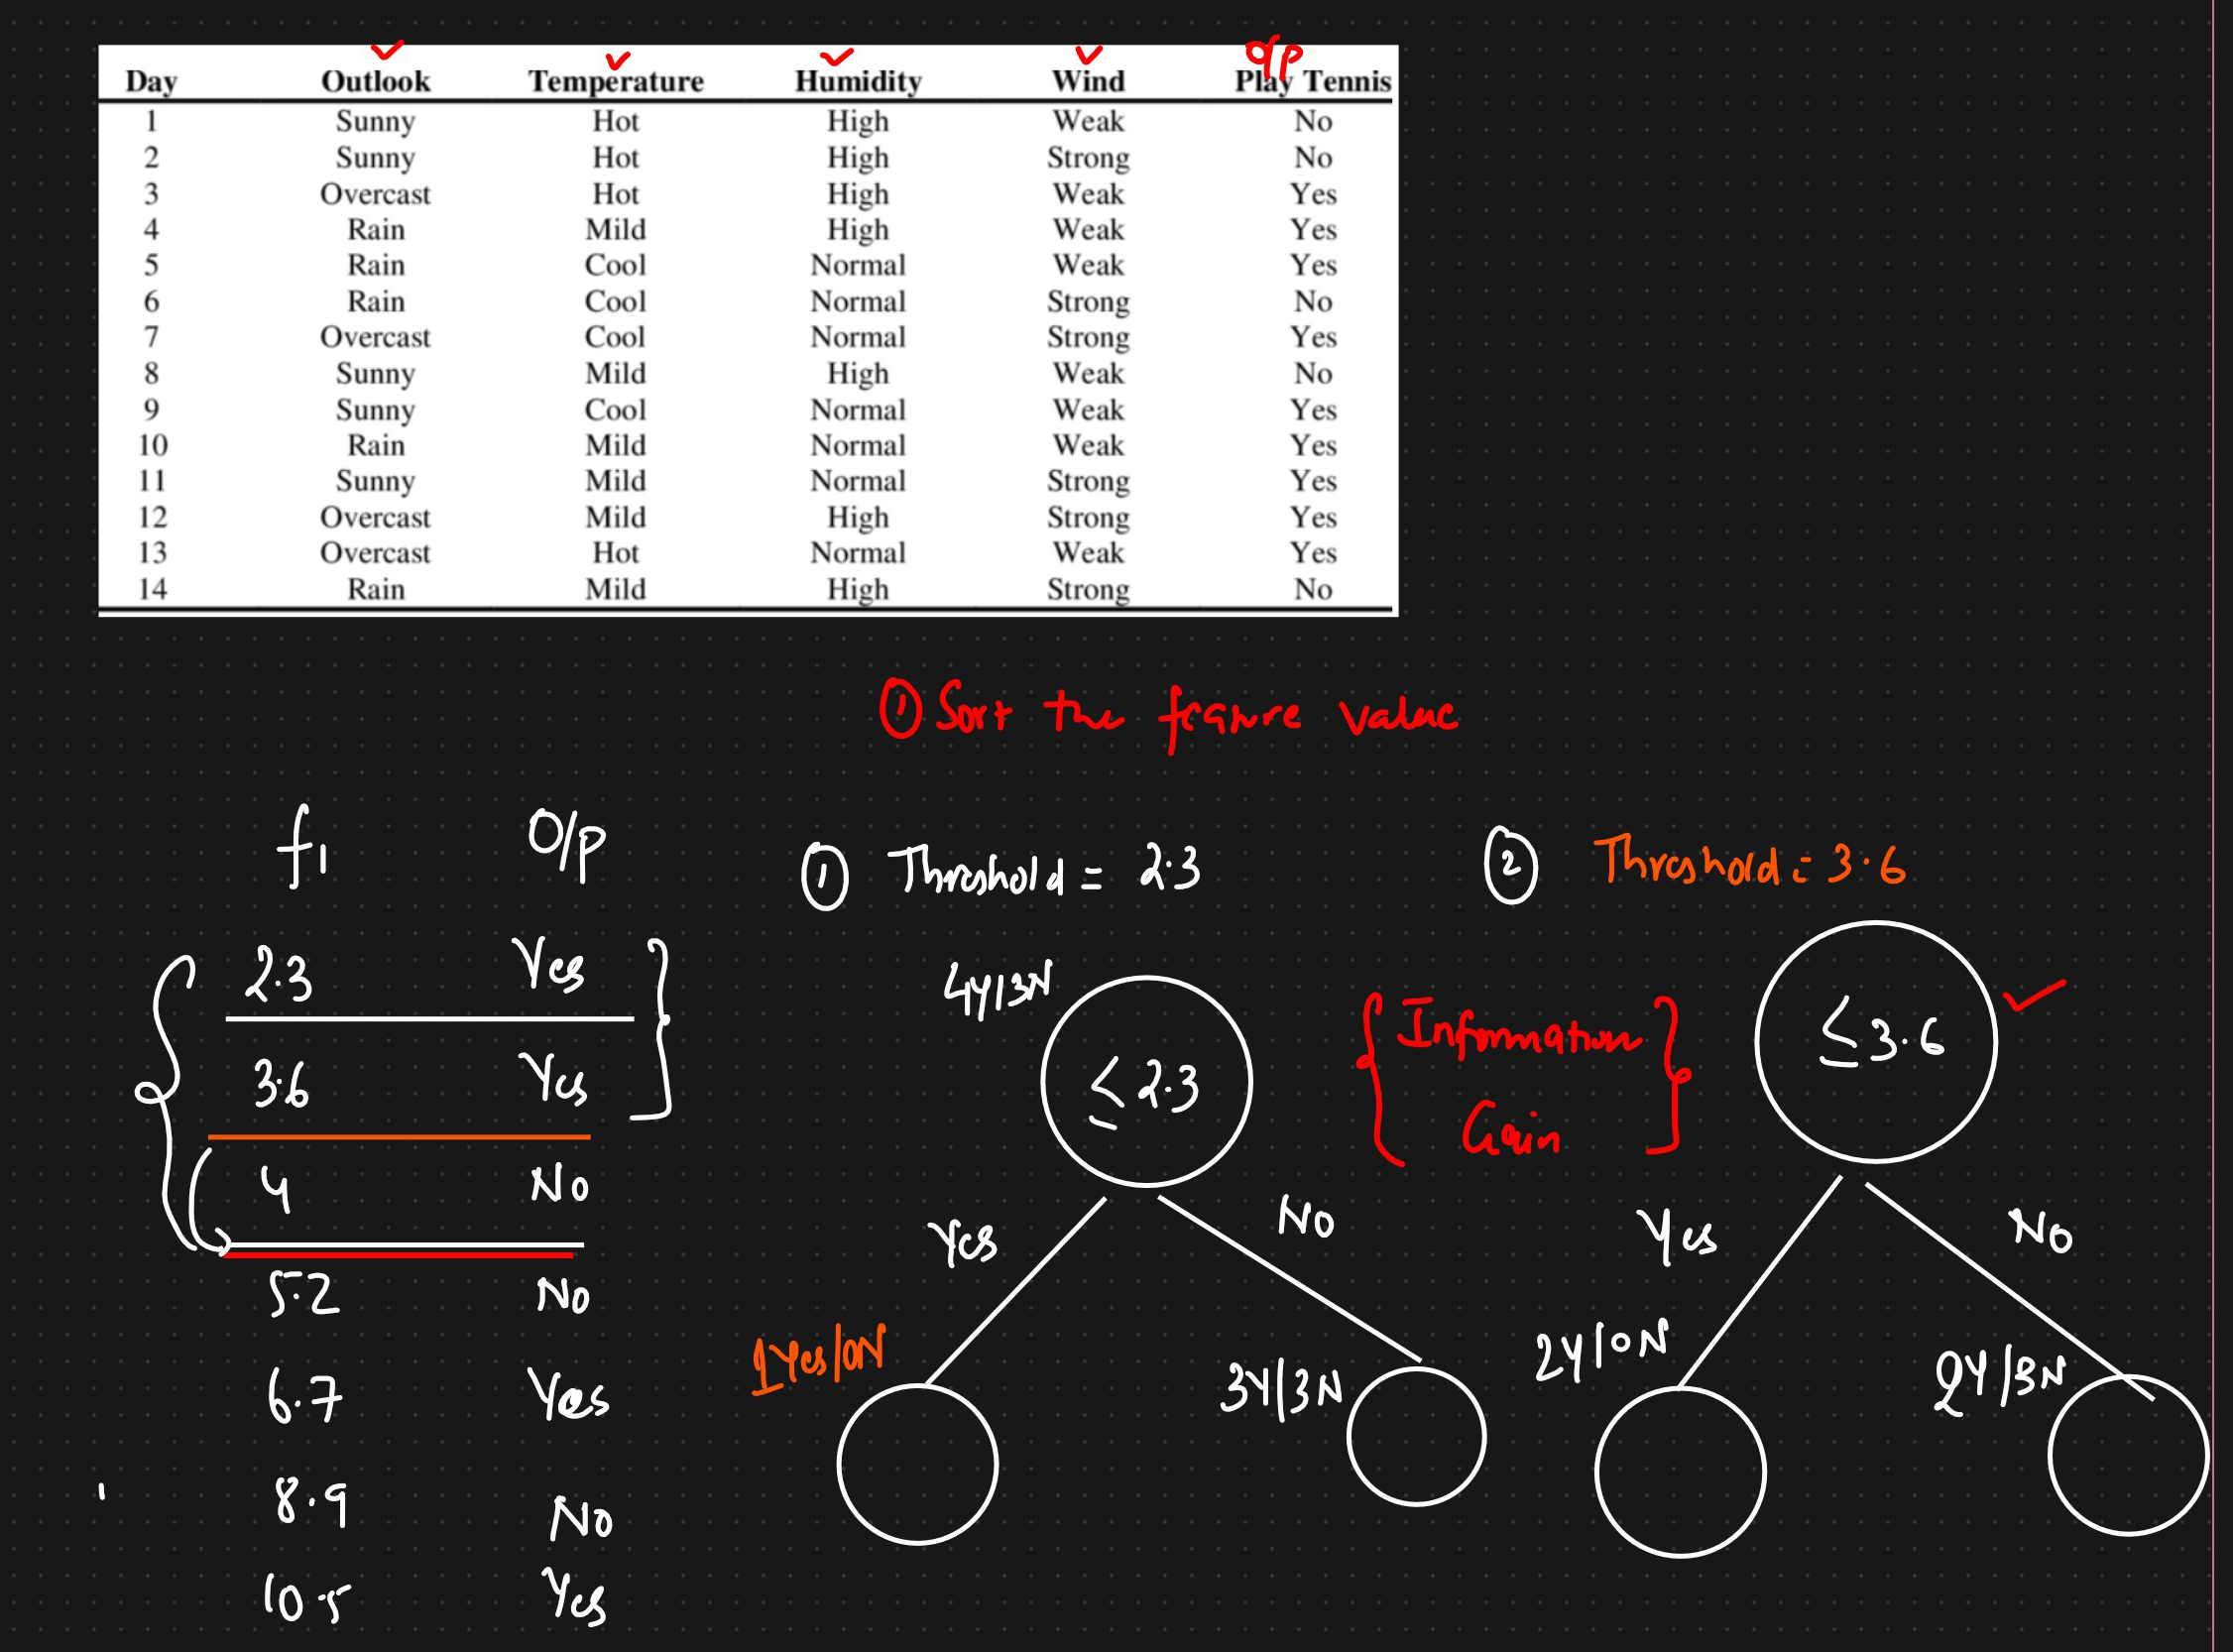 O/p
Day Outlook Temperature Humidity Wind Play Tennis
1 Sunny Hot High Weak No
2 Sunny Hot High Strong No
3 Overcast Hot High Weak Yes
4 Rain Mild High Weak Yes
5 Rain Cool Normal Weak Yes
6 Rain Cool Normal Strong No
7 Overcast Cool Normal Strong Yes
8 Sunny Mild High Weak No
9 Sunny Cool Normal Weak Yes
10 Rain Mild Normal Weak Yes
11 Sunny Mild Normal Strong Yes
12 Overcast Mild High Strong Yes
13 Overcast Hot Normal Weak Yes
14 Rain Mild High Strong No
① Sort the feature value
f1 O/p
2.3 Yes
3.6 Yes
4 No
5.2 No
6.7 Yes
8.9 No
10.5 Yes
① Threshold = 2.3
4Y|3N
≤ 2.3
Yes No
1Yes|0N
3Y|3N
Information
Gain
② Threshold: 3.6
≤ 3.6
Yes No
2Y|0N
2Y|3N